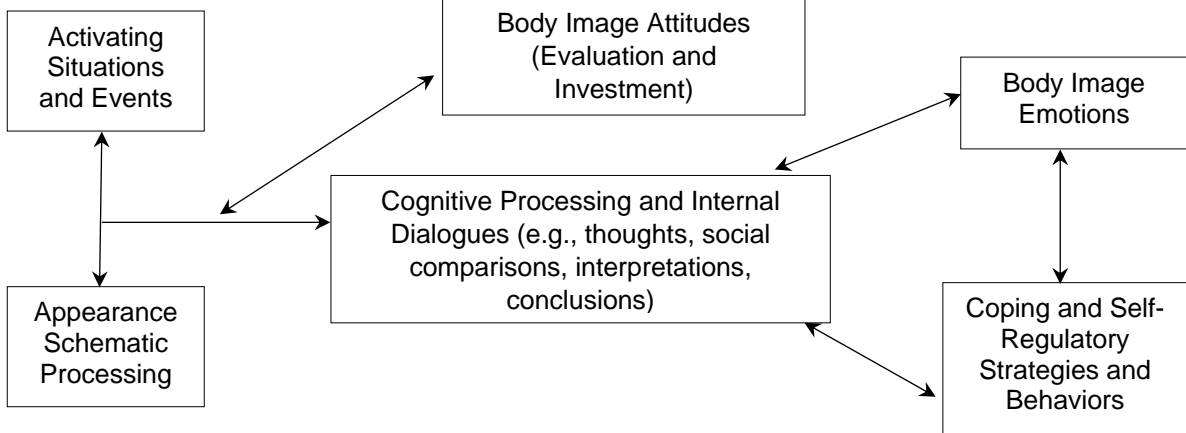 Activating
Situations
and Events
Body Image Attitudes
(Evaluation and
Investment)
Body Image
Emotions
Cognitive Processing and Internal
Dialogues (e.g., thoughts, social
comparisons, interpretations,
conclusions)
Appearance
Schematic
Processing
Coping and Self-
Regulatory
Strategies and
Behaviors